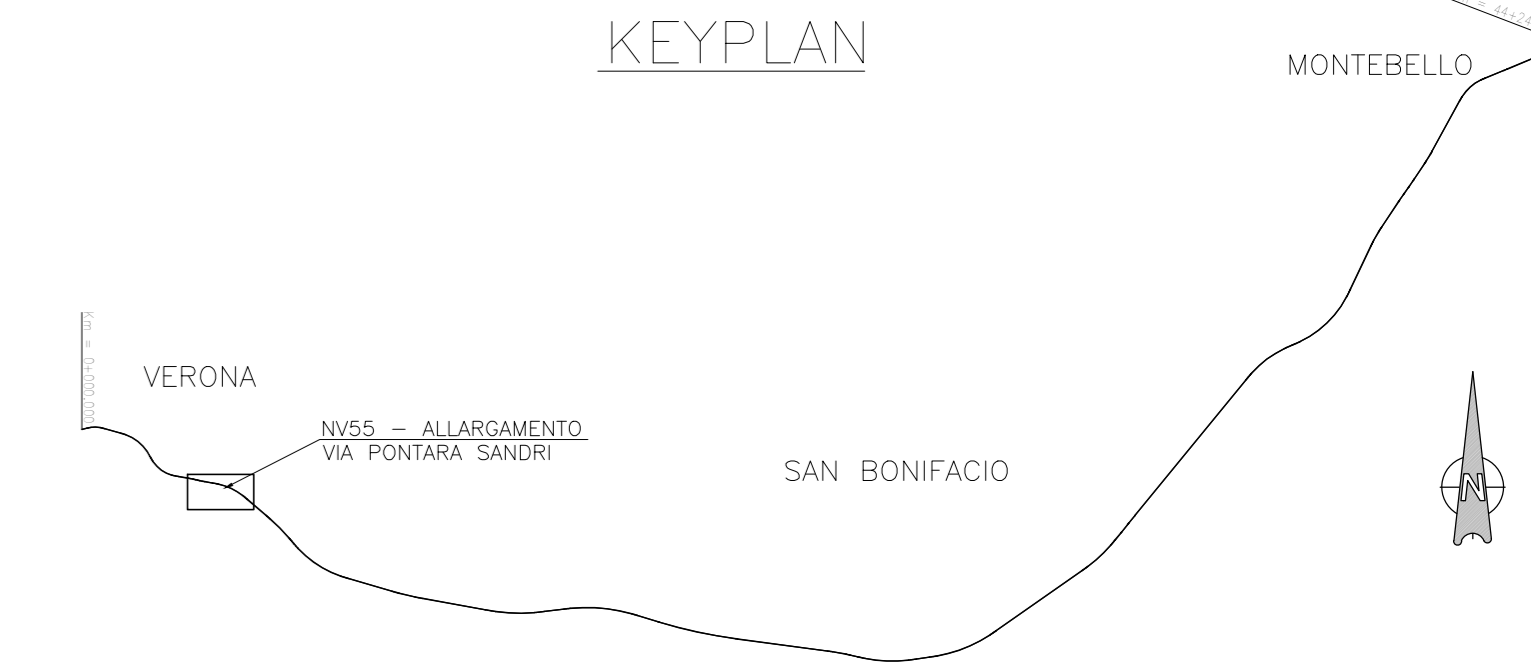 KEYPLAN
MONTEBELLO
Km = 0+000.000
VERONA
NV55 – ALLARGAMENTO
VIA PONTARA SANDRI
SAN BONIFACIO
N